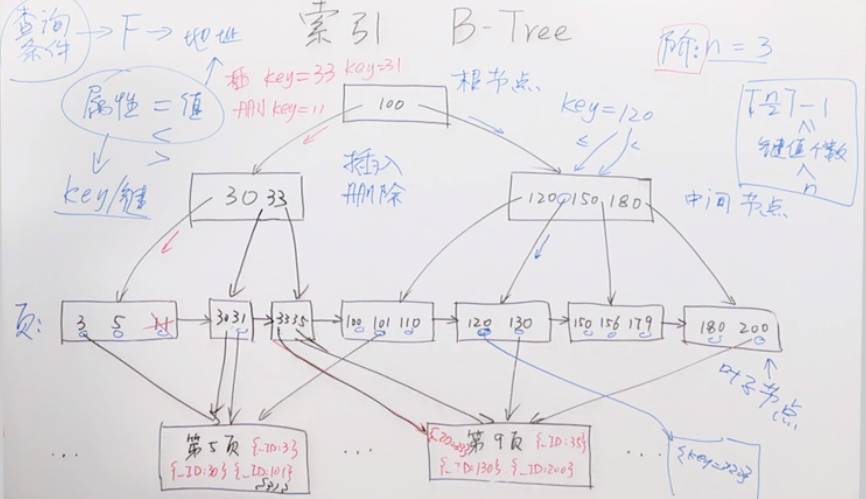 索引 B-Tree
查询
条件 → F → 地址
属性 = 值
<
>
key/键
插 key=33 key=31
删 key=11
根节点
100
阶: n = 3
⌈n/2⌉-1
键值个数
n
key=120
≤ <
插入
删除
30 33
120 150 180
中间节点
页:
3 5 11
30 31
33 35
100 101 110
120 130
150 156 179
180 200
叶子节点
...
第5页 {_ID:3}
{_ID:30} {_ID:101}
...
第9页 {_ID:35}
{_ID:130} {_ID:200}
...